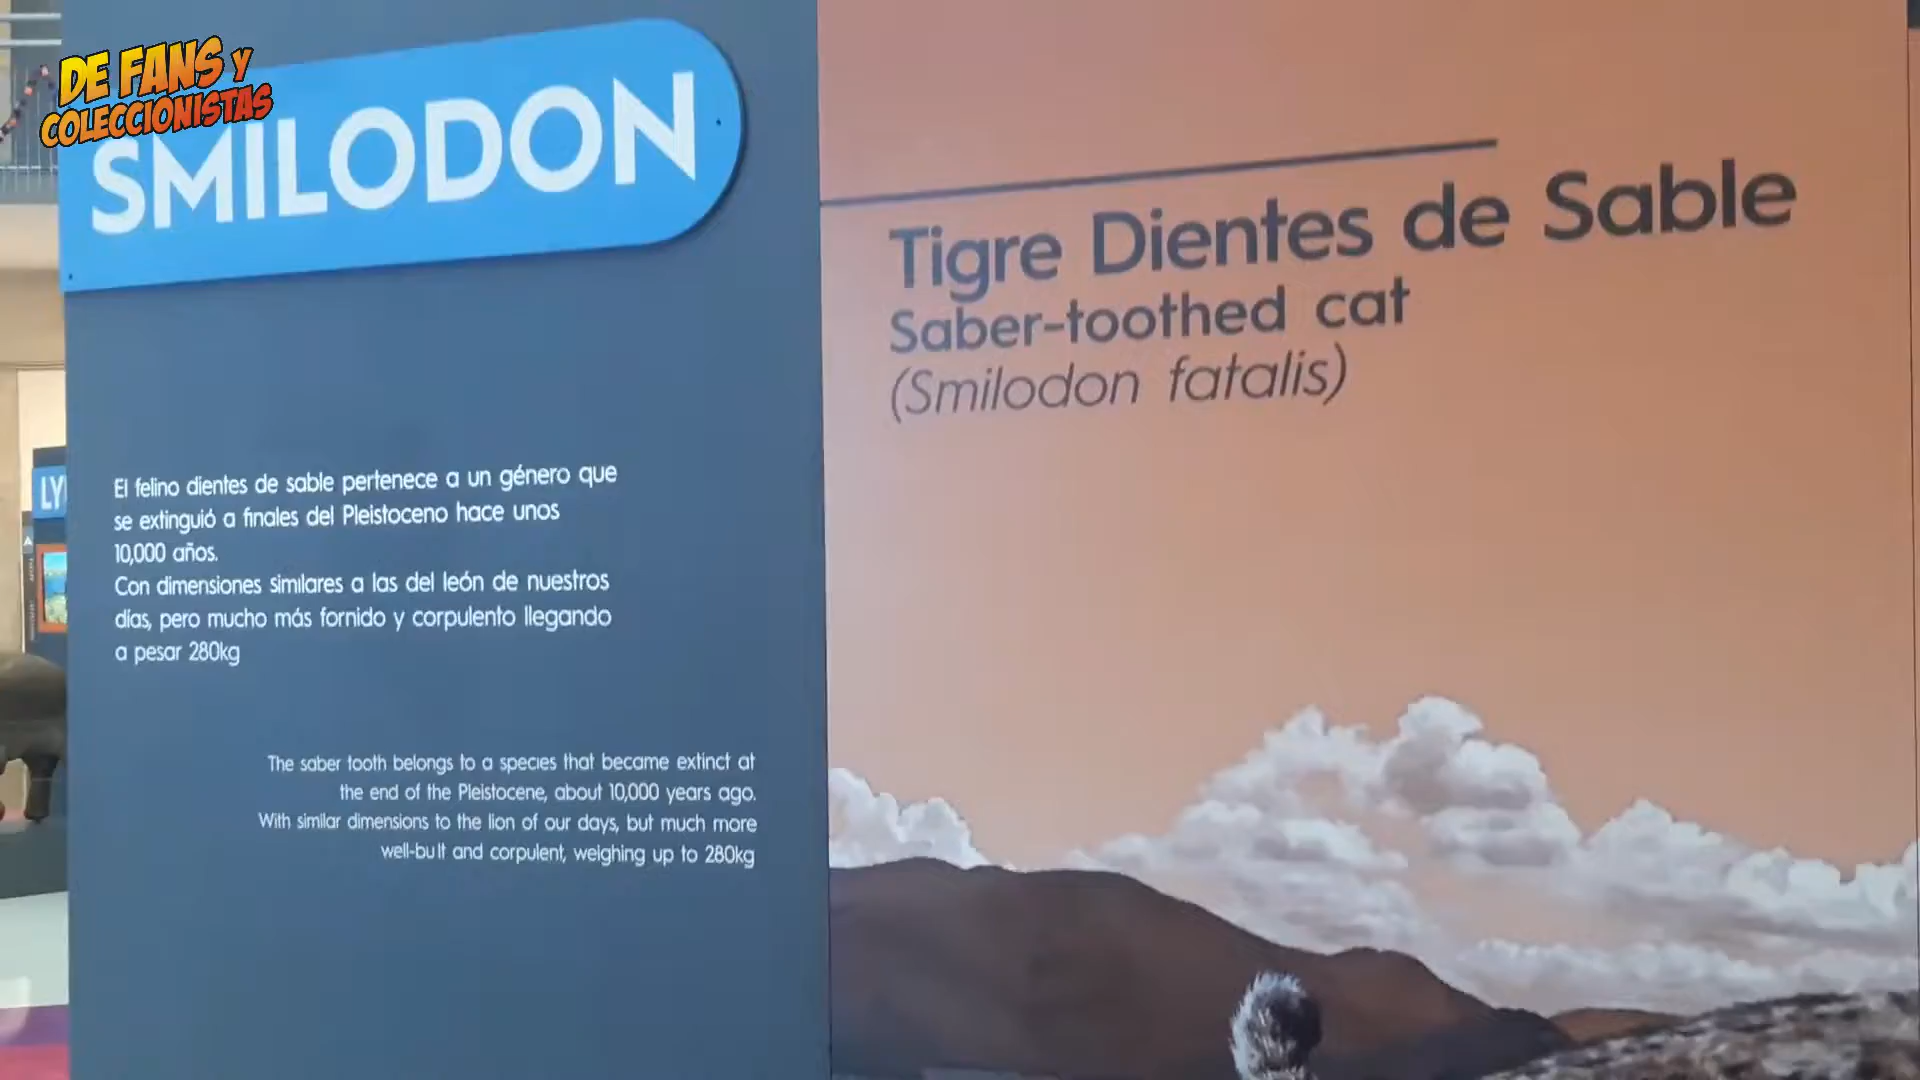 DE FANS Y
COLECCIONISTAS
SMILODON
Tigre Dientes de Sable
Saber-toothed cat
(Smilodon fatalis)
LY
El felino dientes de sable pertenece a un género que
se extinguió a finales del Pleistoceno hace unos
10,000 años.
Con dimensiones similares a las del león de nuestros
días, pero mucho más fornido y corpulento llegando
a pesar 280kg
The saber tooth belongs to a species that became extinct at
the end of the Pleistocene, about 10,000 years ago.
With similar dimensions to the lion of our days, but much more
well-built and corpulent, weighing up to 280kg